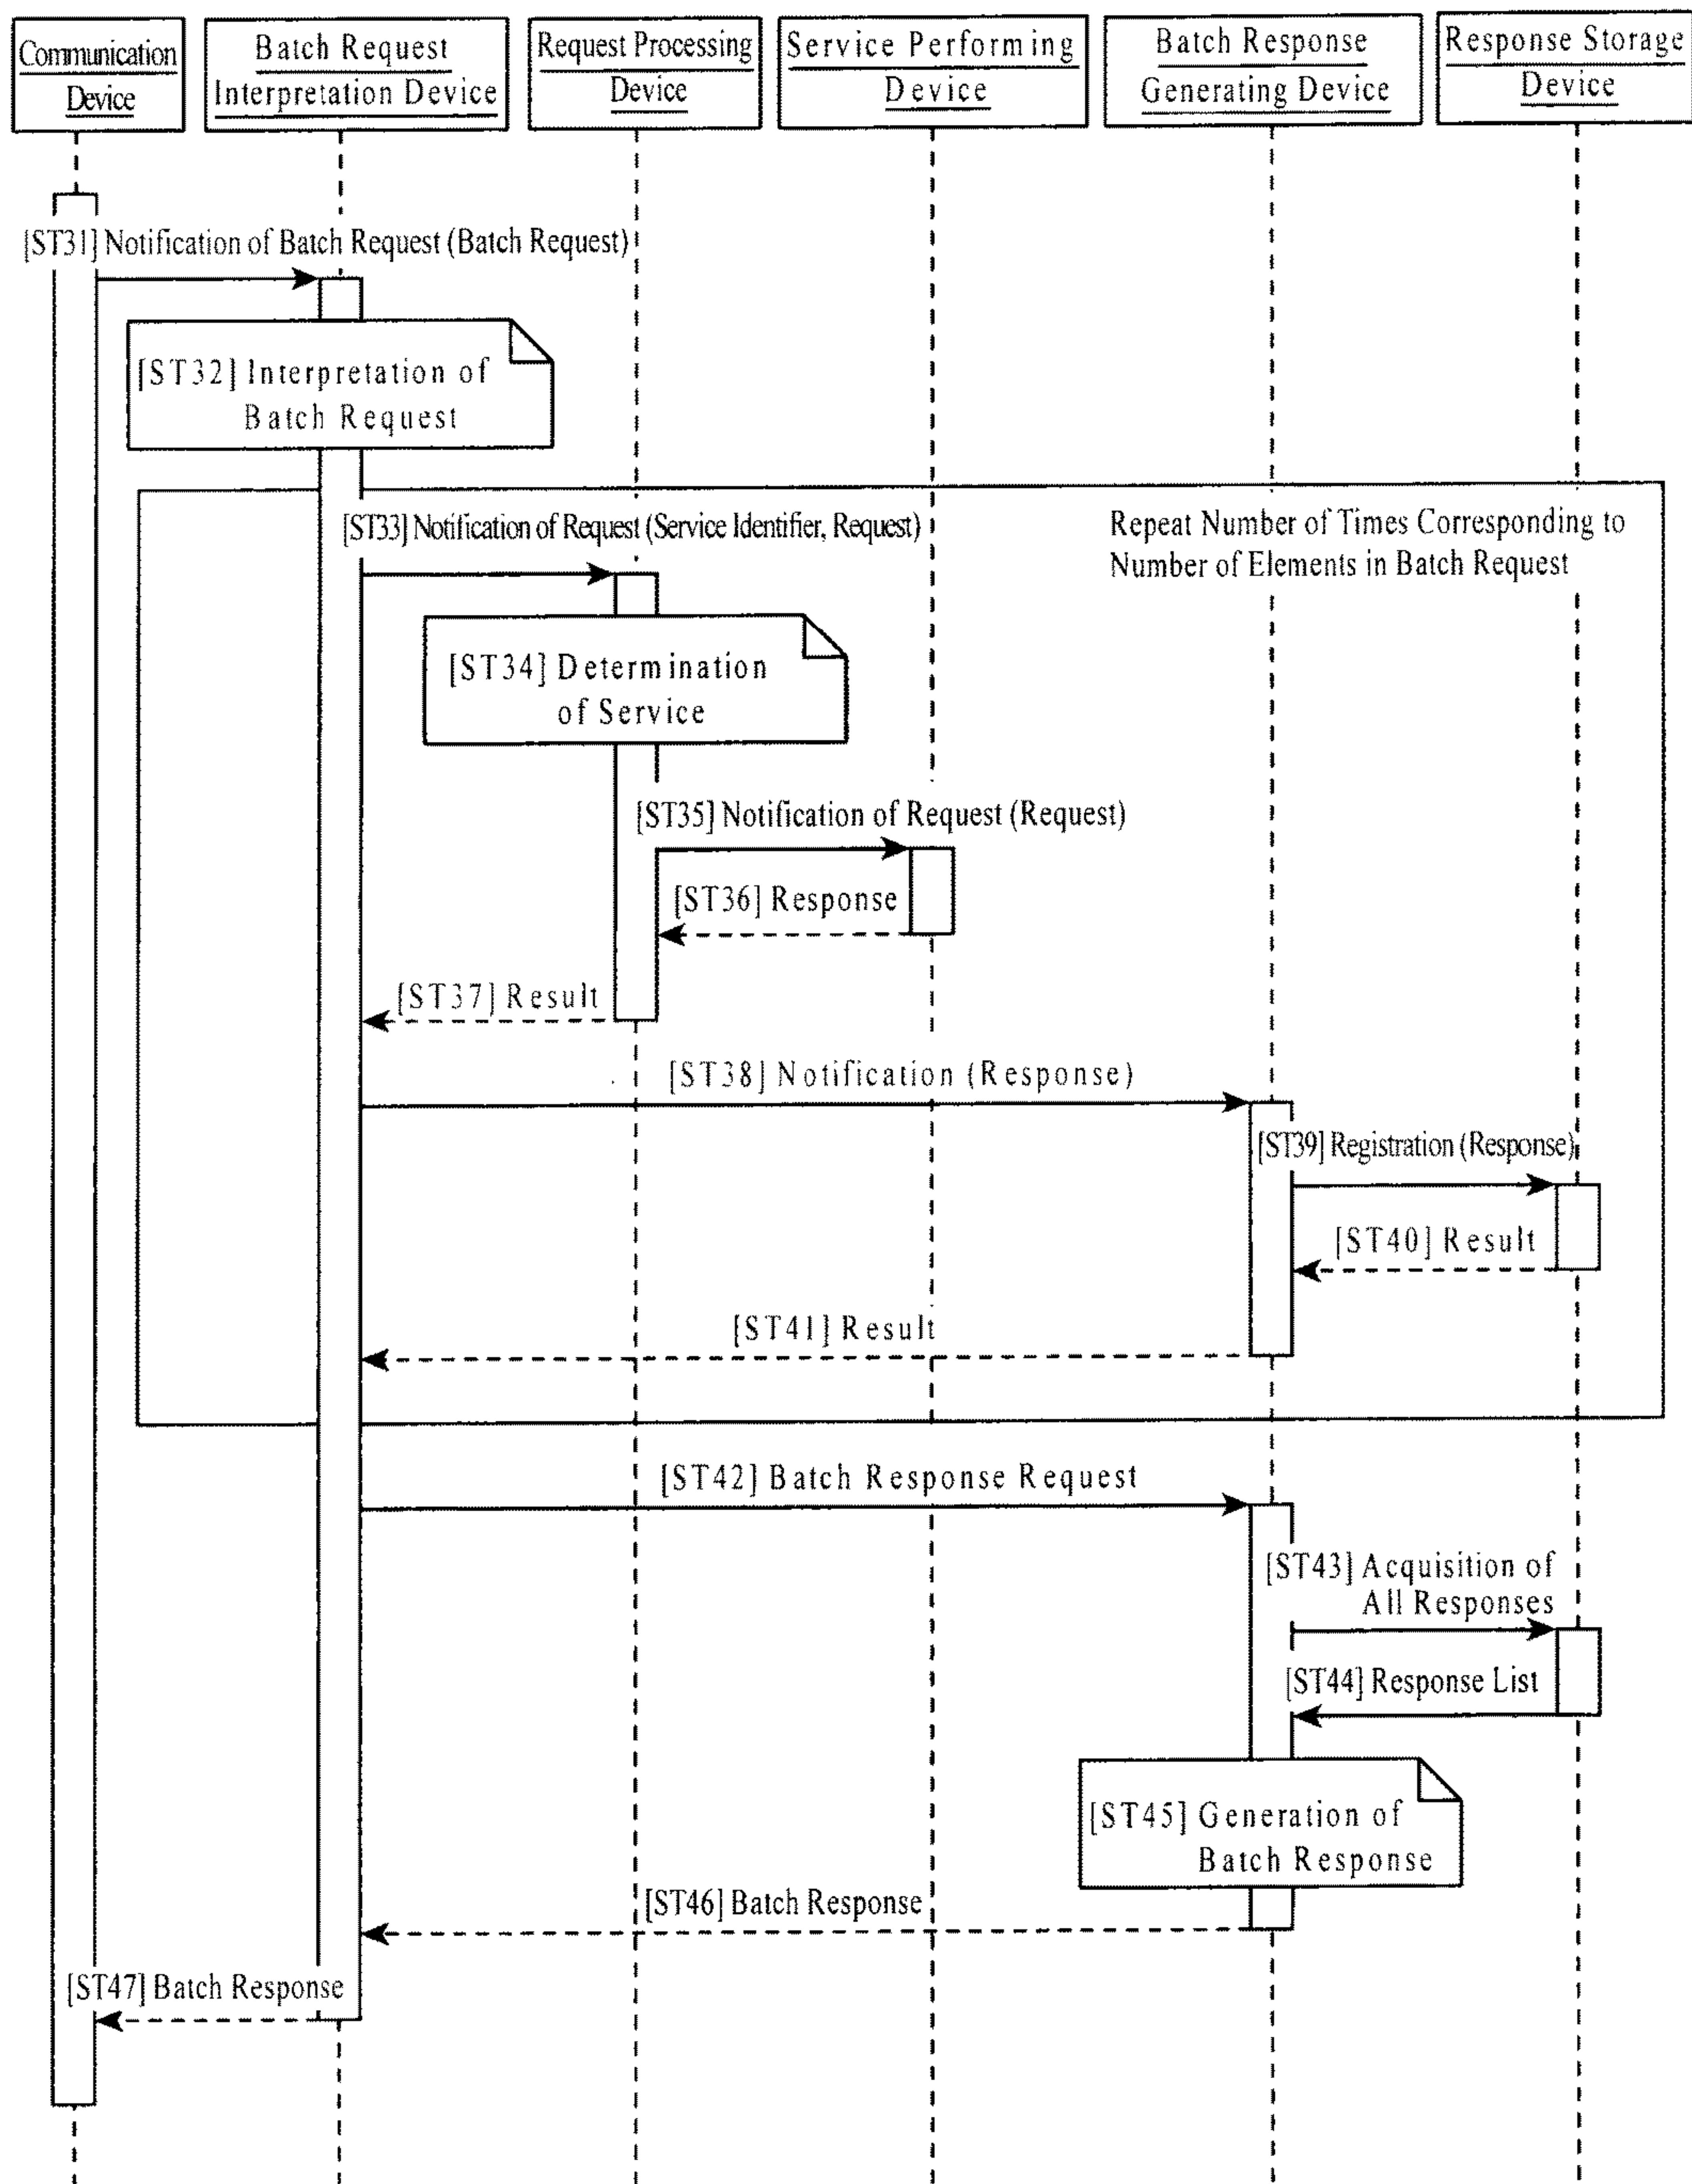 Communication
Device
Batch Request
Interpretation Device
Request Processing
Device
Service Performing
Device
Batch Response
Generating Device
Response Storage
Device
[ST31] Notification of Batch Request (Batch Request)
[ST32] Interpretation of
Batch Request
[ST33] Notification of Request (Service Identifier, Request)
Repeat Number of Times Corresponding to
Number of Elements in Batch Request
[ST34] Determination
of Service
[ST35] Notification of Request (Request)
[ST36] Response
[ST37] Result
[ST38] Notification (Response)
[ST39] Registration (Response)
[ST40] Result
[ST41] Result
[ST42] Batch Response Request
[ST43] Acquisition of
All Responses
[ST44] Response List
[ST45] Generation of
Batch Response
[ST46] Batch Response
[ST47] Batch Response